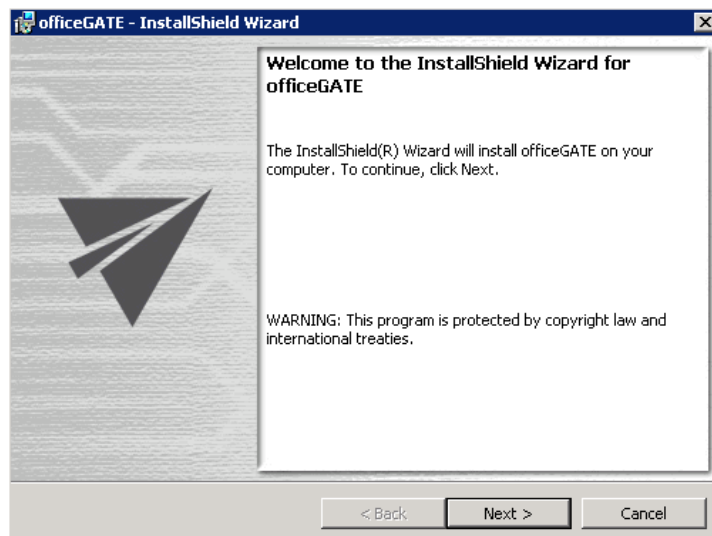 officeGATE - InstallShield Wizard
Welcome to the InstallShield Wizard for
officeGATE
The InstallShield(R) Wizard will install officeGATE on your
computer. To continue, click Next.
WARNING: This program is protected by copyright law and
international treaties.
< Back
Next >
Cancel